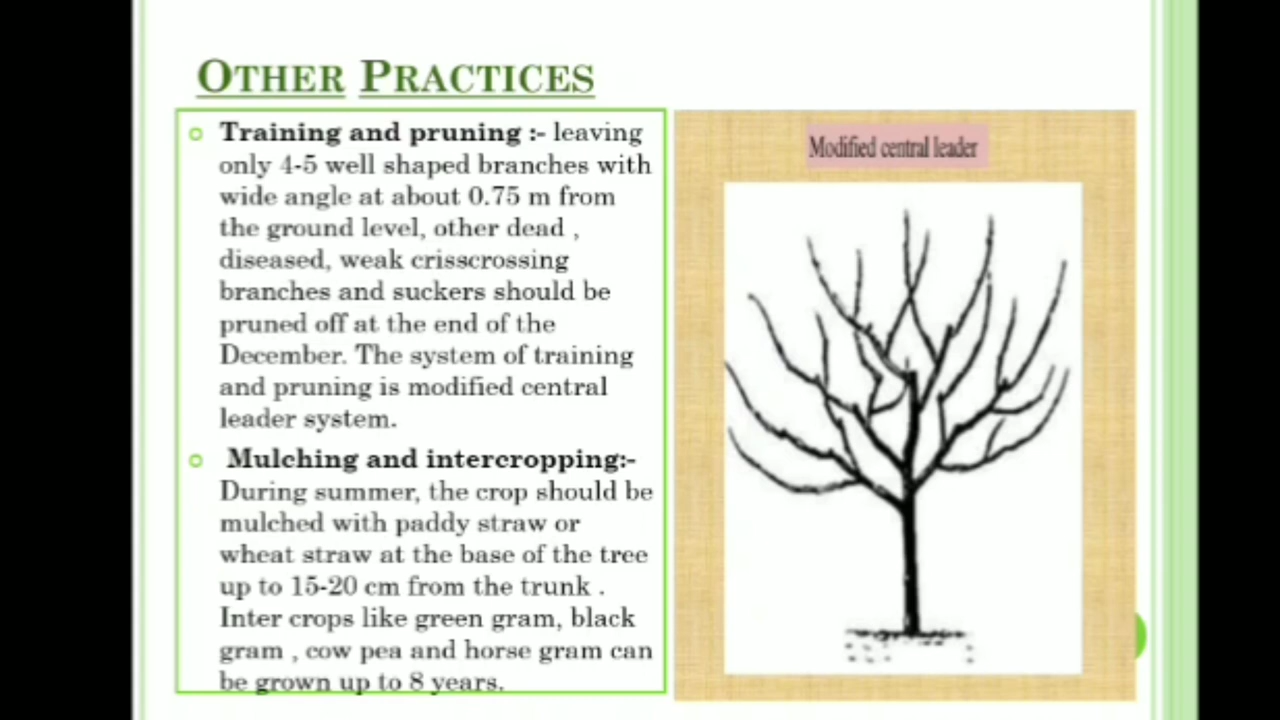 OTHER PRACTICES
Training and pruning :- leaving
only 4-5 well shaped branches with
wide angle at about 0.75 m from
the ground level, other dead ,
diseased, weak crisscrossing
branches and suckers should be
pruned off at the end of the
December. The system of training
and pruning is modified central
leader system.
Mulching and intercropping:-
During summer, the crop should be
mulched with paddy straw or
wheat straw at the base of the tree
up to 15-20 cm from the trunk .
Inter crops like green gram, black
gram , cow pea and horse gram can
be grown up to 8 years.
Modified central leader